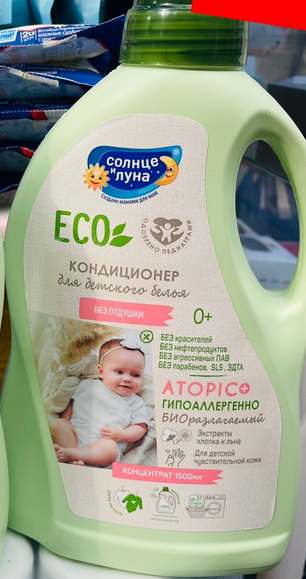 солнце
и луна
Создано мамами для мам
ECO
ОДОБРЕНО ПЕДИАТРАМИ
КОНДИЦИОНЕР
для детского белья
БЕЗ ОТДУШКИ
0+
БЕЗ красителей
БЕЗ нефтепродуктов
БЕЗ агрессивных ПАВ
БЕЗ парабенов, SLS, ЭДТА
ATOPIC+
ГИПОАЛЛЕРГЕННО
БИОразлагаемый
Экстракты
хлопка и льна
Для детской
чувствительной кожи
КОНЦЕНТРАТ 1500мл